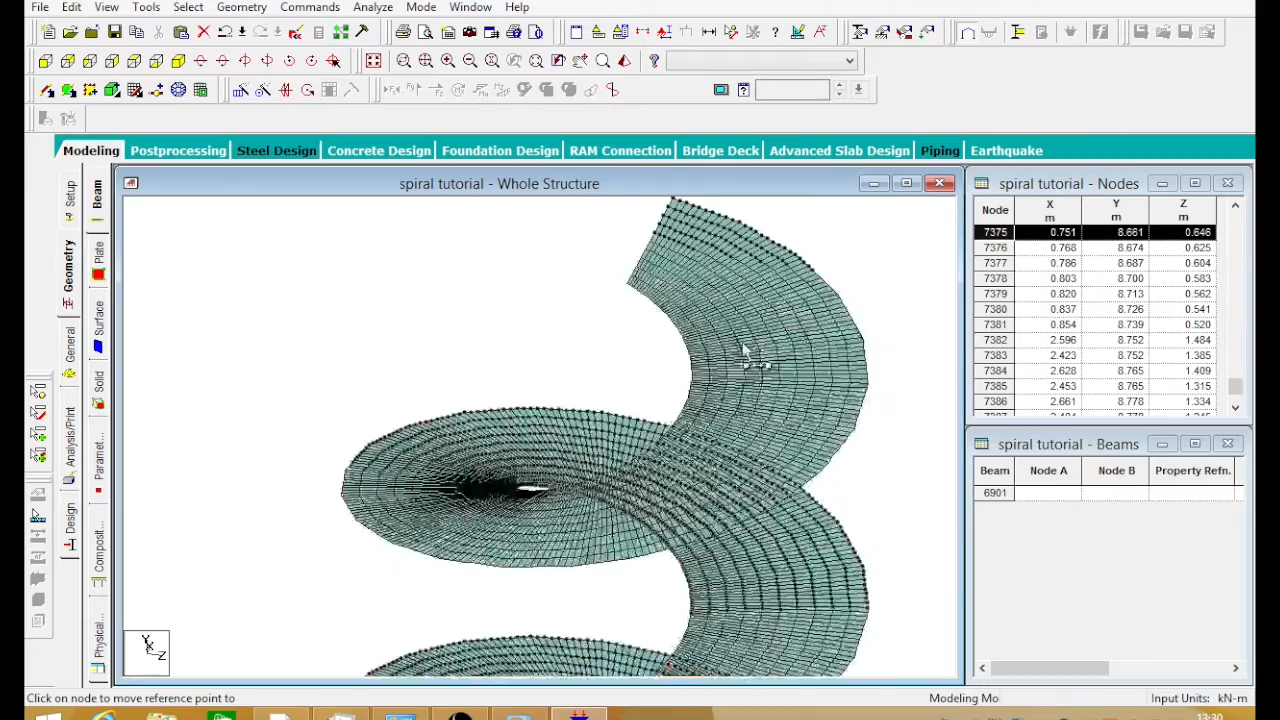 File Edit View Tools Select Geometry Commands Analyze Mode Window Help
Modeling Postprocessing Steel Design Concrete Design Foundation Design RAM Connection Bridge Deck Advanced Slab Design Piping Earthquake
Setup
Geometry
General
Analysis/Print
Design
Beam
Plate
Surface
Solid
Paramet...
Composit...
Physical...
spiral tutorial - Whole Structure
Y
X
Z
spiral tutorial - Nodes
Node X m Y m Z m
7375 0.751 8.661 0.646
7376 0.768 8.674 0.625
7377 0.786 8.687 0.604
7378 0.803 8.700 0.583
7379 0.820 8.713 0.562
7380 0.837 8.726 0.541
7381 0.854 8.739 0.520
7382 2.596 8.752 1.484
7383 2.423 8.752 1.385
7384 2.628 8.765 1.409
7385 2.453 8.765 1.315
7386 2.661 8.778 1.334
spiral tutorial - Beams
Beam Node A Node B Property Refn.
6901
Click on node to move reference point to
Modeling Mo
Input Units: kN-m
13:30